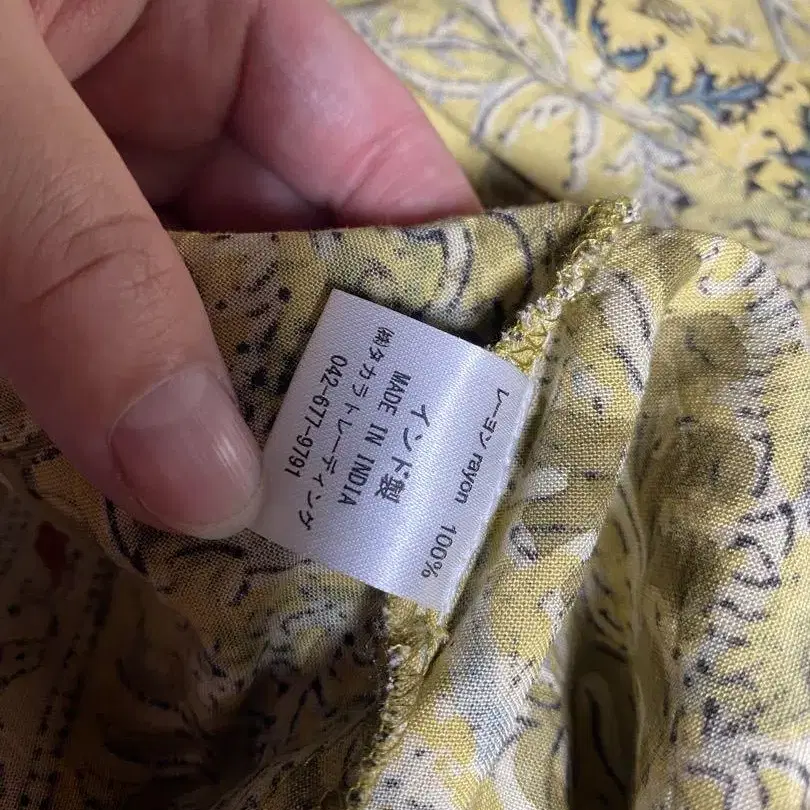 レーヨン rayon 100%
インド製
MADE IN INDIA
㈱タカラトレーディング
042-677-9791